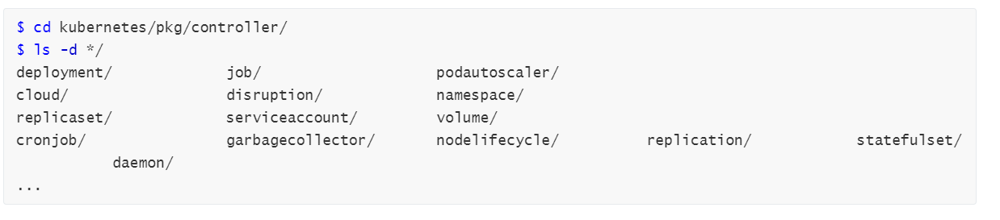 $ cd kubernetes/pkg/controller/
$ ls -d */
deployment/ job/ podautoscaler/
cloud/ disruption/ namespace/
replicaset/ serviceaccount/ volume/
cronjob/ garbagecollector/ nodelifecycle/ replication/ statefulset/
daemon/
...